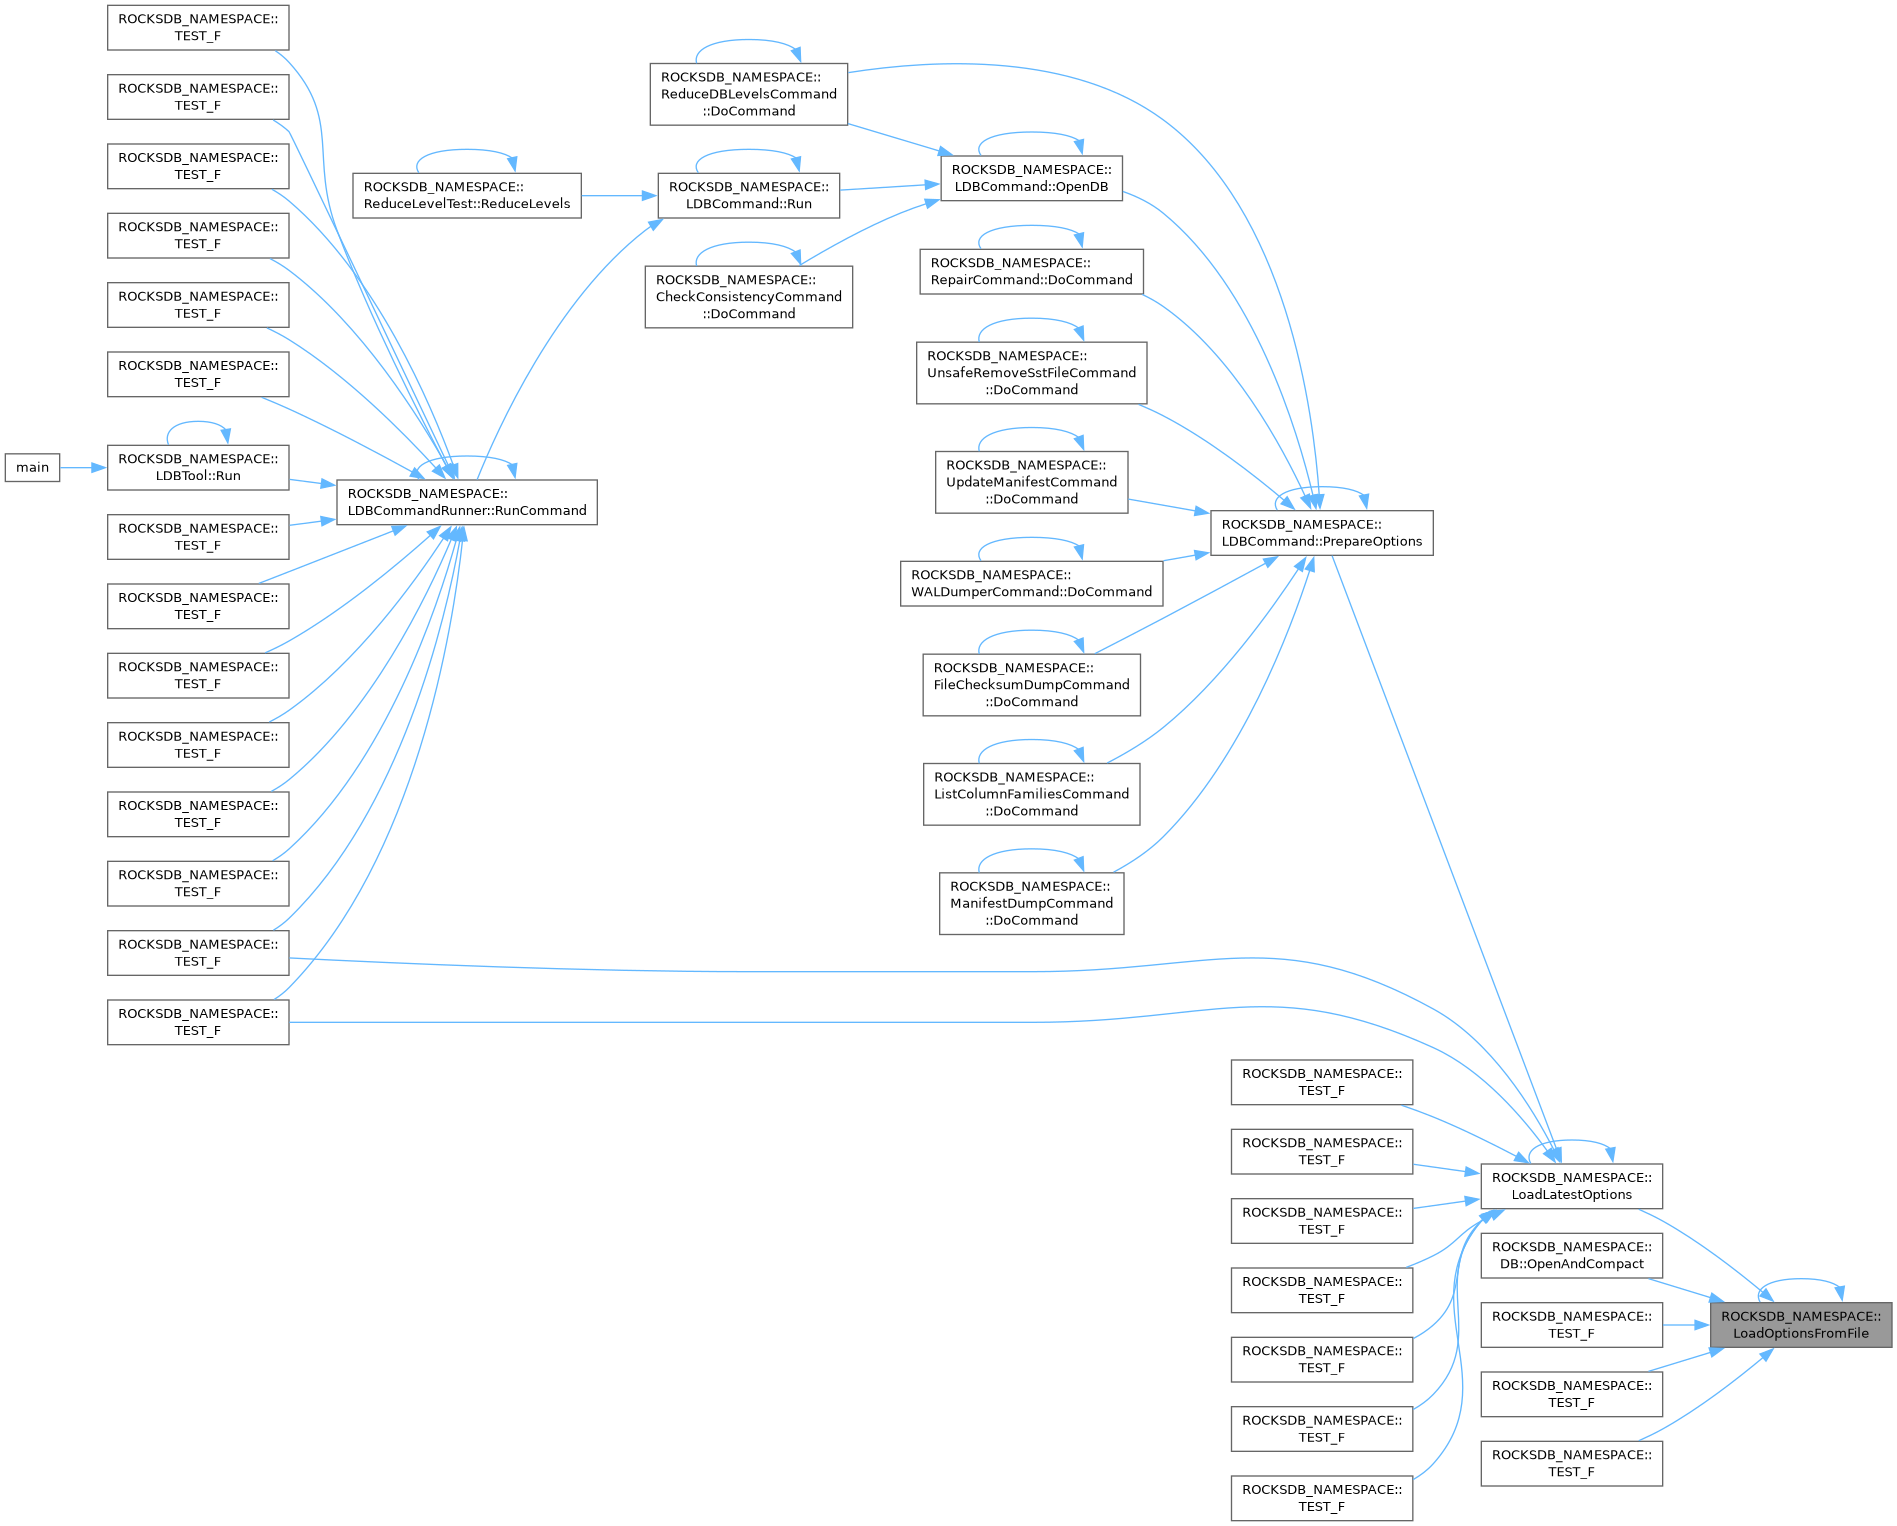 ROCKSDB_NAMESPACE::
TEST_F
ROCKSDB_NAMESPACE::
TEST_F
ROCKSDB_NAMESPACE::
TEST_F
ROCKSDB_NAMESPACE::
TEST_F
ROCKSDB_NAMESPACE::
TEST_F
ROCKSDB_NAMESPACE::
TEST_F
main
ROCKSDB_NAMESPACE::
LDBTool::Run
ROCKSDB_NAMESPACE::
TEST_F
ROCKSDB_NAMESPACE::
TEST_F
ROCKSDB_NAMESPACE::
TEST_F
ROCKSDB_NAMESPACE::
TEST_F
ROCKSDB_NAMESPACE::
TEST_F
ROCKSDB_NAMESPACE::
TEST_F
ROCKSDB_NAMESPACE::
TEST_F
ROCKSDB_NAMESPACE::
TEST_F
ROCKSDB_NAMESPACE::
ReduceLevelTest::ReduceLevels
ROCKSDB_NAMESPACE::
LDBCommandRunner::RunCommand
ROCKSDB_NAMESPACE::
ReduceDBLevelsCommand
::DoCommand
ROCKSDB_NAMESPACE::
LDBCommand::Run
ROCKSDB_NAMESPACE::
CheckConsistencyCommand
::DoCommand
ROCKSDB_NAMESPACE::
LDBCommand::OpenDB
ROCKSDB_NAMESPACE::
RepairCommand::DoCommand
ROCKSDB_NAMESPACE::
UnsafeRemoveSstFileCommand
::DoCommand
ROCKSDB_NAMESPACE::
UpdateManifestCommand
::DoCommand
ROCKSDB_NAMESPACE::
WALDumperCommand::DoCommand
ROCKSDB_NAMESPACE::
FileChecksumDumpCommand
::DoCommand
ROCKSDB_NAMESPACE::
ListColumnFamiliesCommand
::DoCommand
ROCKSDB_NAMESPACE::
ManifestDumpCommand
::DoCommand
ROCKSDB_NAMESPACE::
LDBCommand::PrepareOptions
ROCKSDB_NAMESPACE::
TEST_F
ROCKSDB_NAMESPACE::
TEST_F
ROCKSDB_NAMESPACE::
TEST_F
ROCKSDB_NAMESPACE::
TEST_F
ROCKSDB_NAMESPACE::
TEST_F
ROCKSDB_NAMESPACE::
TEST_F
ROCKSDB_NAMESPACE::
TEST_F
ROCKSDB_NAMESPACE::
LoadLatestOptions
ROCKSDB_NAMESPACE::
DB::OpenAndCompact
ROCKSDB_NAMESPACE::
TEST_F
ROCKSDB_NAMESPACE::
TEST_F
ROCKSDB_NAMESPACE::
TEST_F
ROCKSDB_NAMESPACE::
LoadOptionsFromFile